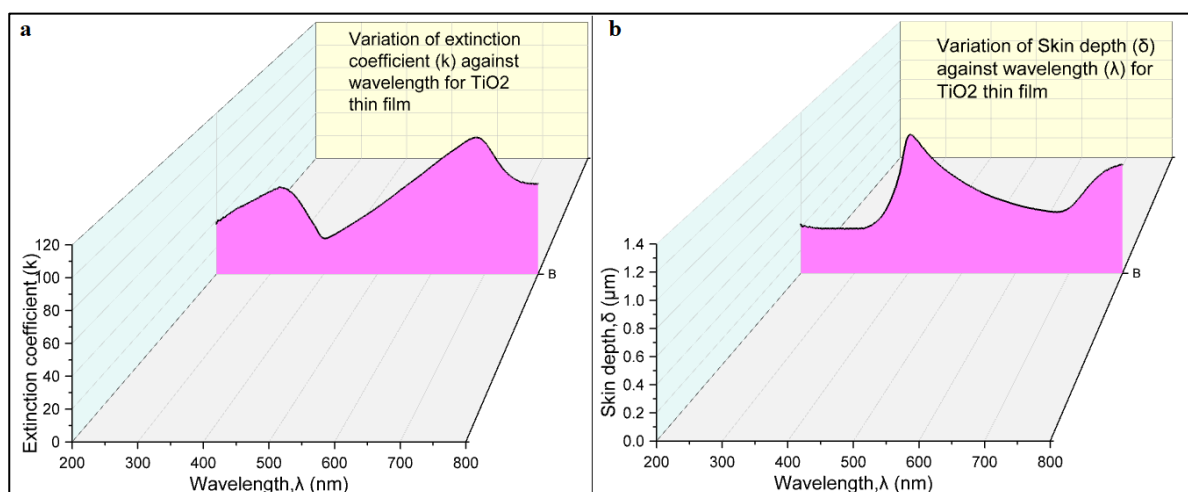 a
Variation of extinction
coefficient (k) against
wavelength for TiO2
thin film
120
100
80
60
40
20
0
Extinction coefficient (k)
B
200 300 400 500 600 700 800
Wavelength,λ (nm)
b
Variation of Skin depth (δ)
against wavelength (λ) for
TiO2 thin film
1.4
1.2
1.0
0.8
0.6
0.4
0.2
0.0
Skin depth,δ (μm)
B
200 300 400 500 600 700 800
Wavelength,λ (nm)